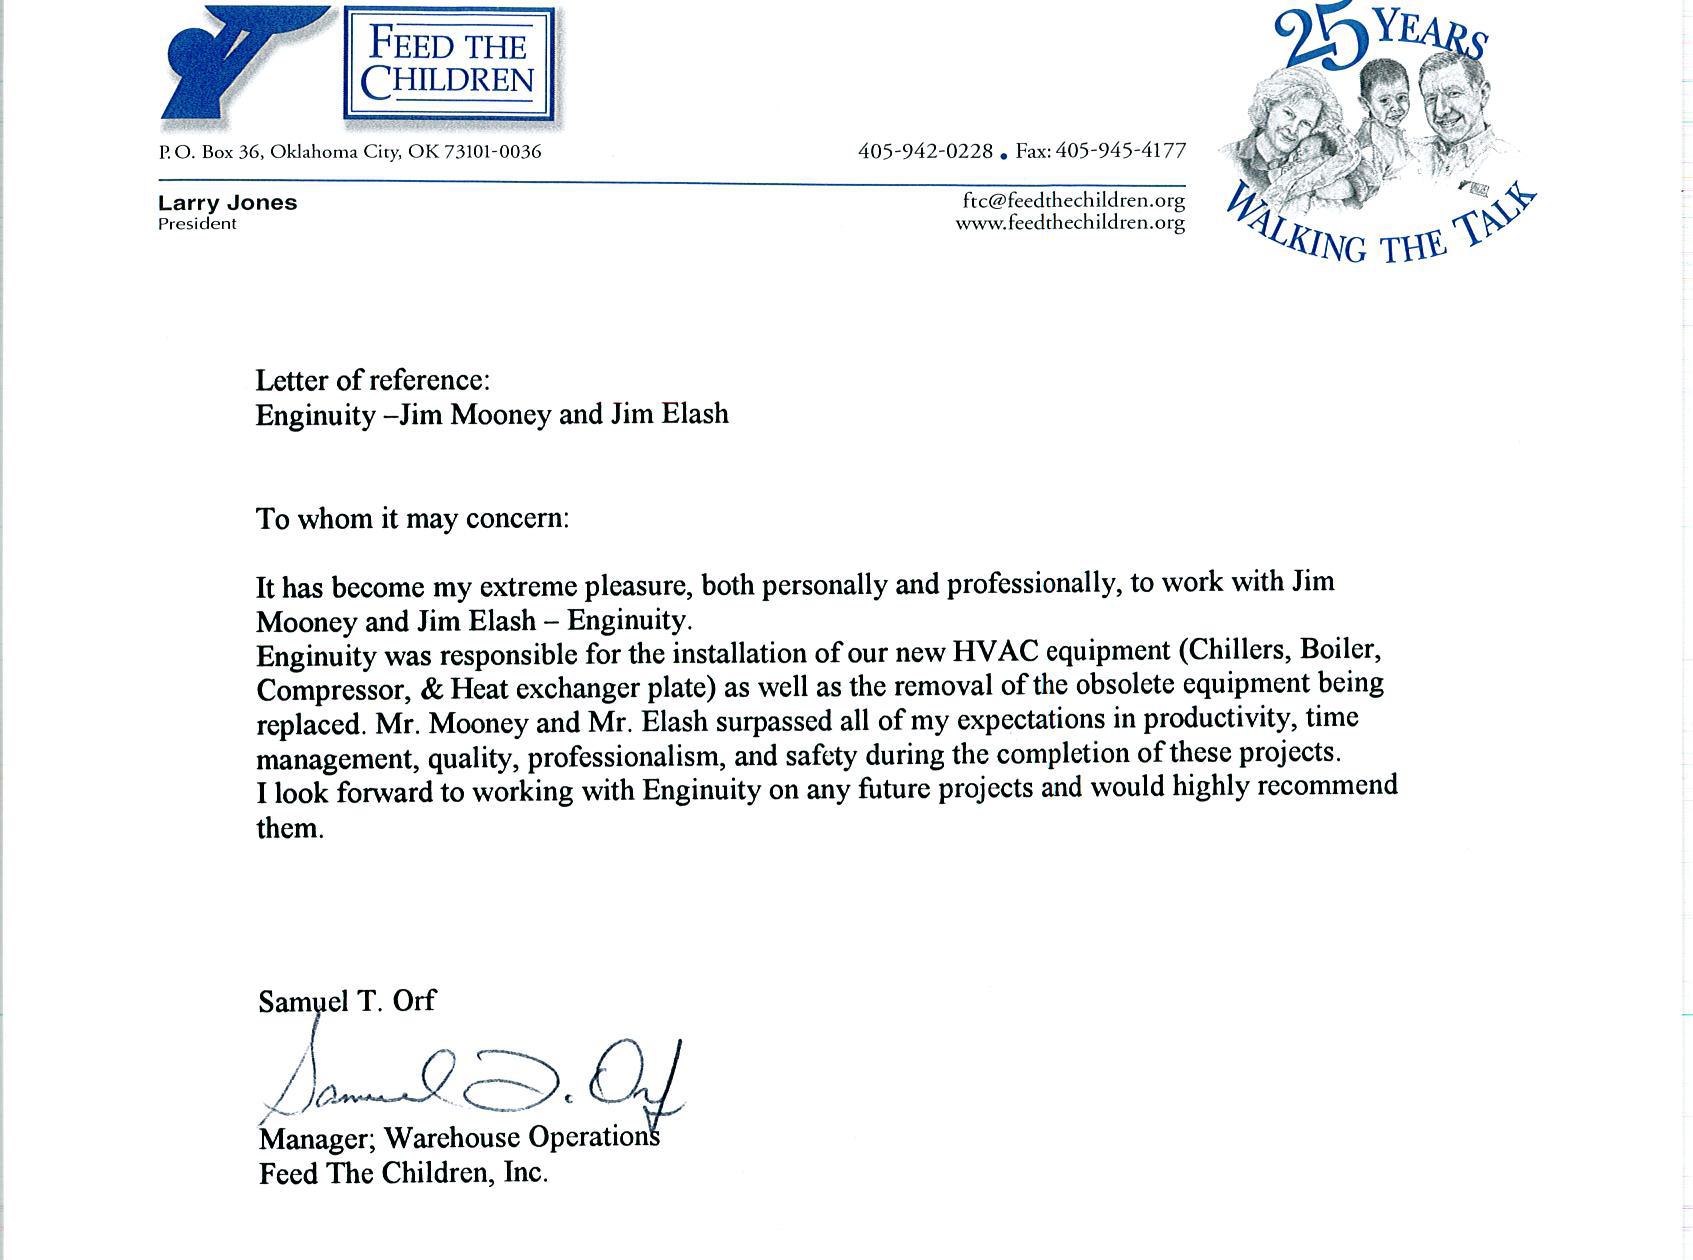 FEED THE
CHILDREN
25 YEARS
WALKING THE TALK
P. O. Box 36, Oklahoma City, OK 73101-0036
405-942-0228 • Fax: 405-945-4177
Larry Jones
President
ftc@feedthechildren.org
www.feedthechildren.org
Letter of reference:
Enginuity –Jim Mooney and Jim Elash
To whom it may concern:
It has become my extreme pleasure, both personally and professionally, to work with Jim
Mooney and Jim Elash – Enginuity.
Enginuity was responsible for the installation of our new HVAC equipment (Chillers, Boiler,
Compressor, & Heat exchanger plate) as well as the removal of the obsolete equipment being
replaced. Mr. Mooney and Mr. Elash surpassed all of my expectations in productivity, time
management, quality, professionalism, and safety during the completion of these projects.
I look forward to working with Enginuity on any future projects and would highly recommend
them.
Samuel T. Orf
Samuel T. Orf
Manager; Warehouse Operations
Feed The Children, Inc.